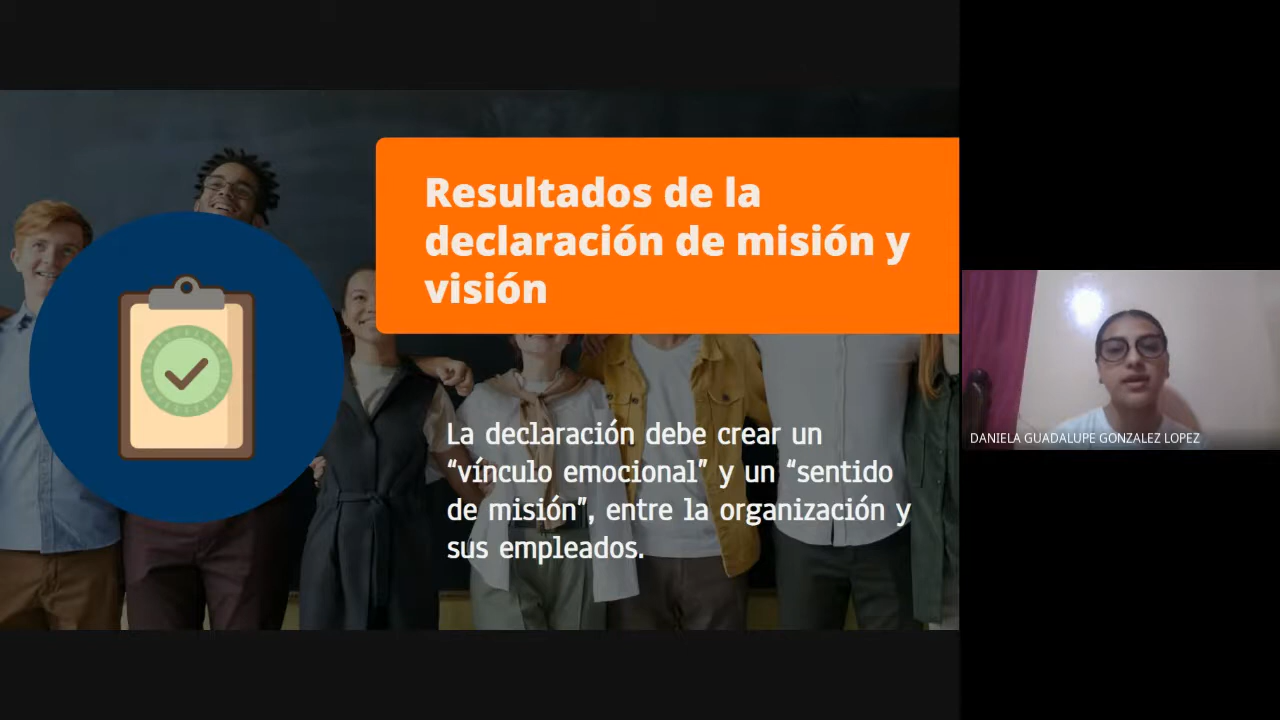 Resultados de la
declaración de misión y
visión
La declaración debe crear un
“vínculo emocional” y un “sentido
de misión”, entre la organización y
sus empleados.
DANIELA GUADALUPE GONZALEZ LOPEZ